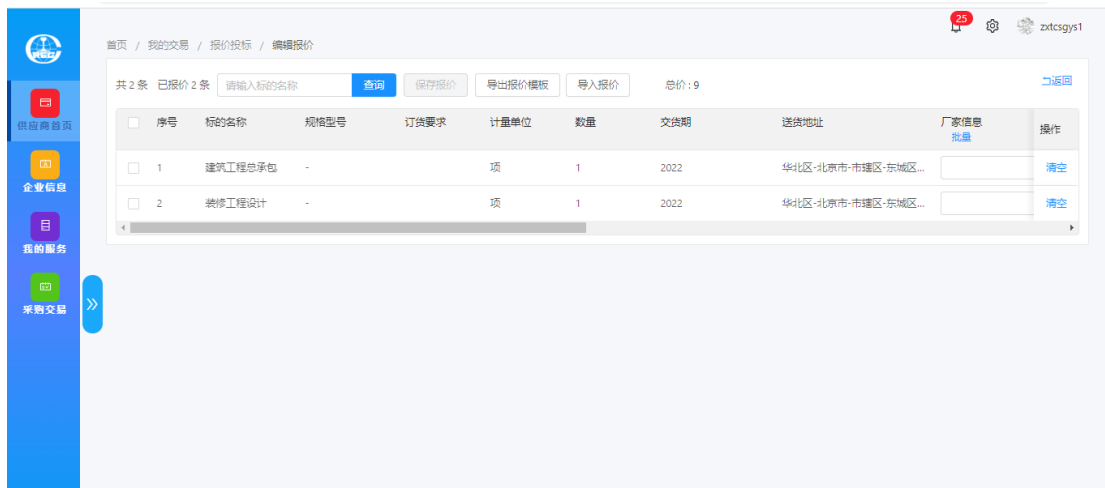 25
zxtcsgys1
首页 / 我的交易 / 报价投标 / 编辑报价
共2条 已报价2条 请输入标的名称 查询 保存报价 导出报价模板 导入报价 总价:9 返回
序号 标的名称 规格型号 订货要求 计量单位 数量 交货期 送货地址 厂家信息 操作
批量
1 建筑工程总承包 - 项 1 2022 华北区-北京市-市辖区-东城区... 清空
2 装修工程设计 - 项 1 2022 华北区-北京市-市辖区-东城区... 清空
供应商首页
企业信息
我的服务
采购交易